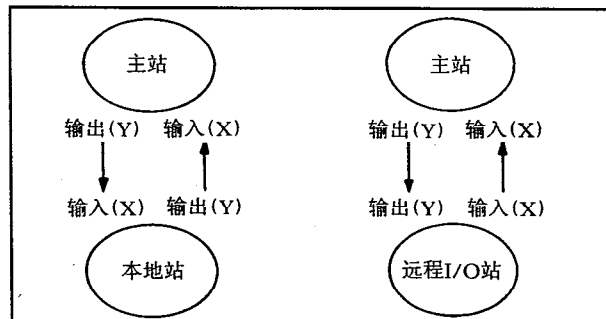 主站 主站
输出(Y) 输入(X) 输出(Y) 输入(X)
输入(X) 输出(Y) 输出(Y) 输入(X)
本地站 远程I/O站